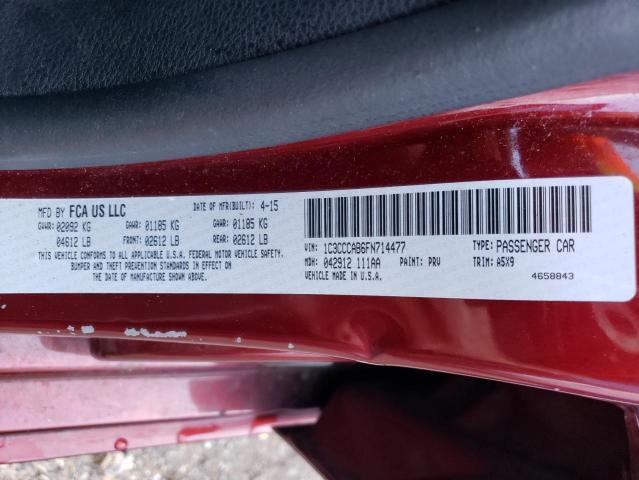 MFD BY FCA US LLC DATE OF MFR(BUILT): 4-15
GVWR: 02092 KG GAWR: 01185 KG GAWR: 01185 KG
04612 LB FRONT: 02612 LB REAR: 02612 LB
THIS VEHICLE CONFORMS TO ALL APPLICABLE U.S.A. FEDERAL MOTOR VEHICLE SAFETY,
BUMPER AND THEFT PREVENTION STANDARDS IN EFFECT ON
THE DATE OF MANUFACTURE SHOWN ABOVE.
VIN: 1C3CCCAB6FN714477 TYPE: PASSENGER CAR
MDH: 042912 111AA PAINT: PRV TRIM: A5X9
VEHICLE MADE IN U.S.A. 4658843